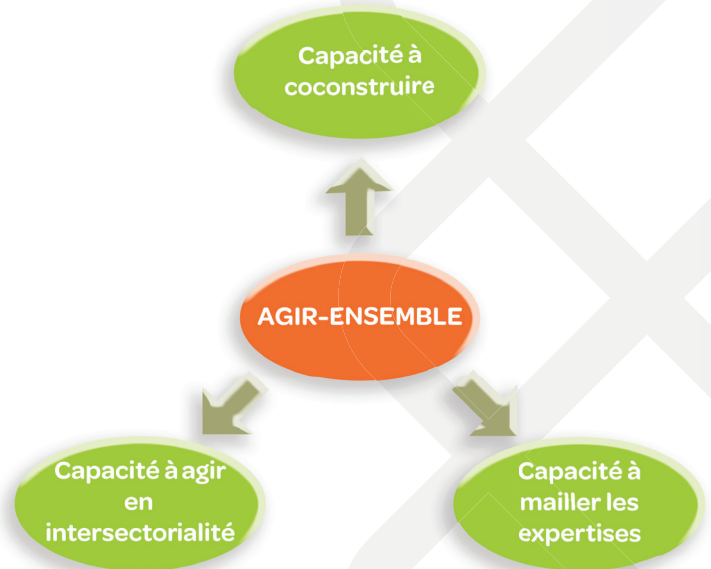 Capacité à
coconstruire
AGIR-ENSEMBLE
Capacité à agir
en
intersectorialité
Capacité à
mailler les
expertises